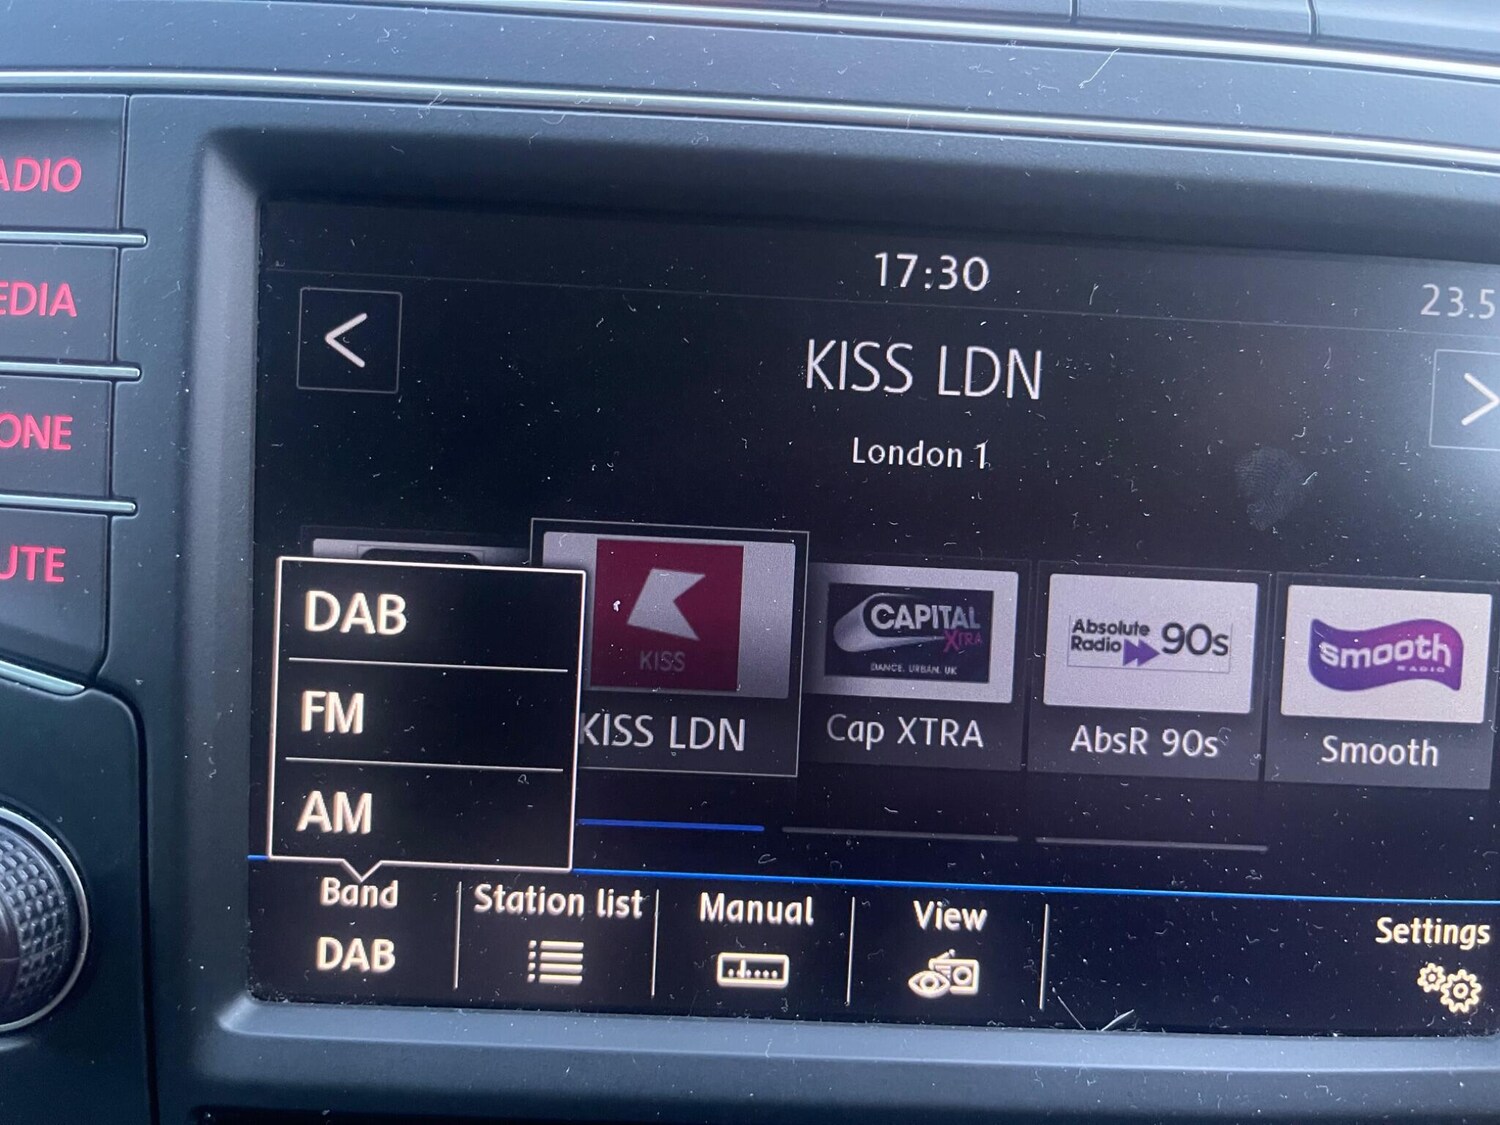 ADIO
EDIA
ONE
UTE
17:30
23.5
KISS LDN
London 1
KISS
KISS LDN
CAPITAL
XTRA
DANCE. URBAN. UK
Cap XTRA
Absolute
Radio 90s
AbsR 90s
smooth
RADIO
Smooth
DAB
FM
AM
Band
DAB
Station list
Manual
View
Settings